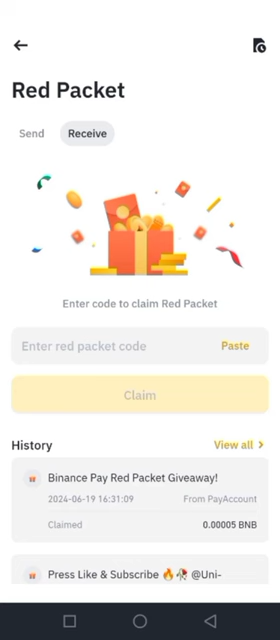 Red Packet
Send Receive
Enter code to claim Red Packet
Enter red packet code Paste
Claim
History View all
Binance Pay Red Packet Giveaway!
2024-06-19 16:31:09 From PayAccount
Claimed 0.00005 BNB
Press Like & Subscribe 🔥🥀 @Uni-